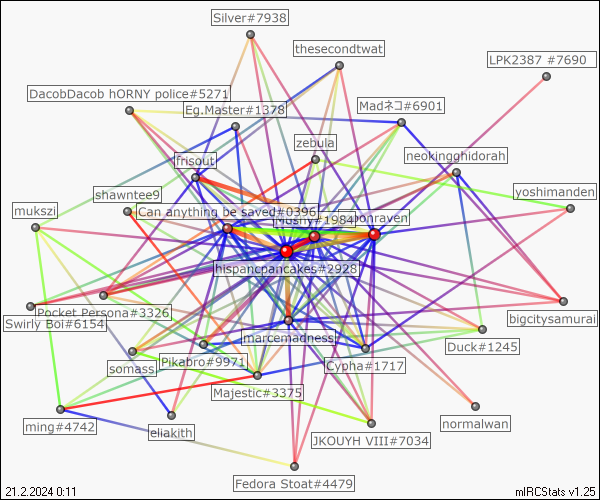 Silver#7938
thesecondtwat
LPK2387 #7690
DacobDacob hORNY police#5271
Eg.Master#1378
Madネコ#6901
zebula
frisout
neokingghidorah
shawntee9
yoshimanden
mukszi
Can anything be saved#0396
#1984
onraven
hispancpancakes#2928
Pocket Persona#3326
bigcitysamurai
Swirly Boi#6154
marcemadness
Duck#1245
somass
Pikabro#9971
Cypha#1717
Majestic#3375
normalwan
ming#4742
eliakith
JKOUYH VIII#7034
Fedora Stoat#4479
21.2.2024 0:11
mIRCStats v1.25